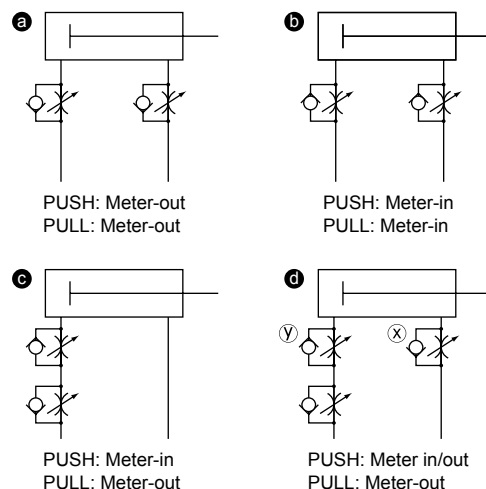 a
b
PUSH: Meter-out
PULL: Meter-out
PUSH: Meter-in
PULL: Meter-in
c
d
y
x
PUSH: Meter-in
PULL: Meter-out
PUSH: Meter in/out
PULL: Meter-out